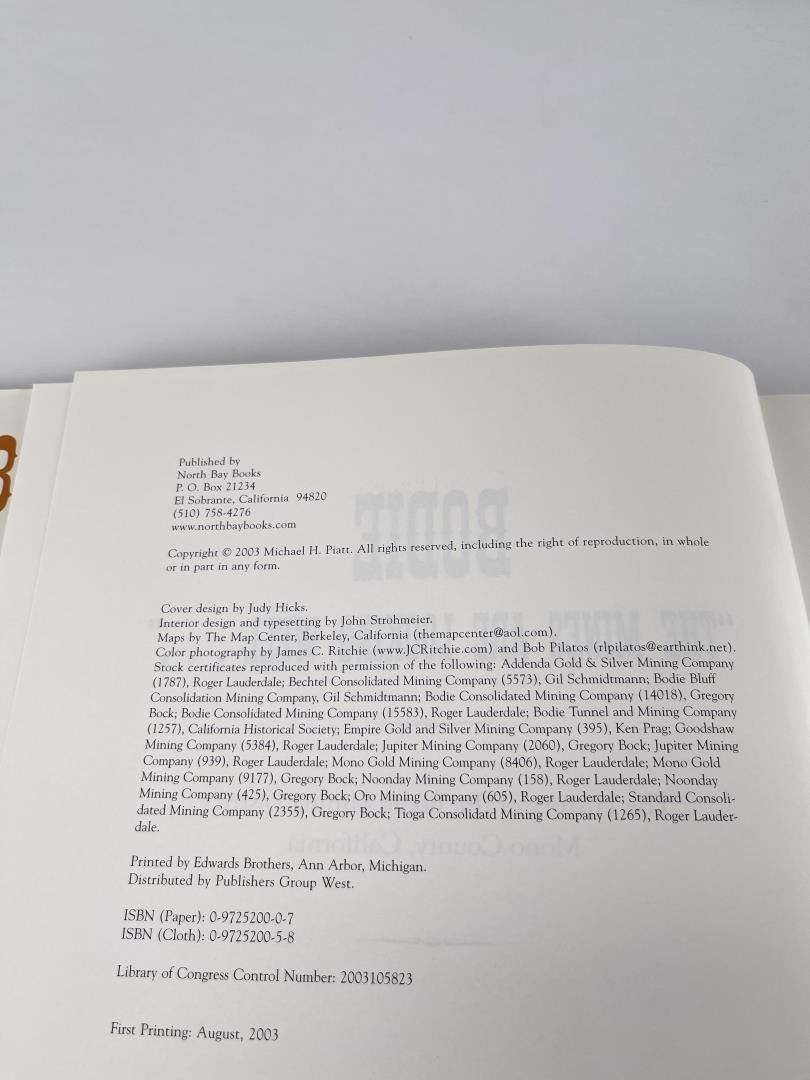 Published by
North Bay Books
P. O. Box 21234
El Sobrante, California 94820
(510) 758-4276
www.northbaybooks.com
Copyright © 2003 Michael H. Piatt. All rights reserved, including the right of reproduction, in whole
or in part in any form.
Cover design by Judy Hicks.
Interior design and typesetting by John Strohmeier.
Maps by The Map Center, Berkeley, California (themapcenter@aol.com).
Color photography by James C. Ritchie (www.JCRitchie.com) and Bob Pilatos (rlpilatos@earthink.net).
Stock certificates reproduced with permission of the following: Addenda Gold & Silver Mining Company
(1787), Roger Lauderdale; Bechtel Consolidated Mining Company (5573), Gil Schmidtmann; Bodie Bluff
Consolidation Mining Company, Gil Schmidtmann; Bodie Consolidated Mining Company (14018), Gregory
Bock; Bodie Consolidated Mining Company (15583), Roger Lauderdale; Bodie Tunnel and Mining Company
(1257), California Historical Society; Empire Gold and Silver Mining Company (395), Ken Prag; Goodshaw
Mining Company (5384), Roger Lauderdale; Jupiter Mining Company (2060), Gregory Bock; Jupiter Mining
Company (939), Roger Lauderdale; Mono Gold Mining Company (8406), Roger Lauderdale; Mono Gold
Mining Company (9177), Gregory Bock; Noonday Mining Company (158), Roger Lauderdale; Noonday
Mining Company (425), Gregory Bock; Oro Mining Company (605), Roger Lauderdale; Standard Consoli-
dated Mining Company (2355), Gregory Bock; Tioga Consolidatd Mining Company (1265), Roger Lauder-
dale.
Printed by Edwards Brothers, Ann Arbor, Michigan.
Distributed by Publishers Group West.
ISBN (Paper): 0-9725200-0-7
ISBN (Cloth): 0-9725200-5-8
Library of Congress Control Number: 2003105823
First Printing: August, 2003